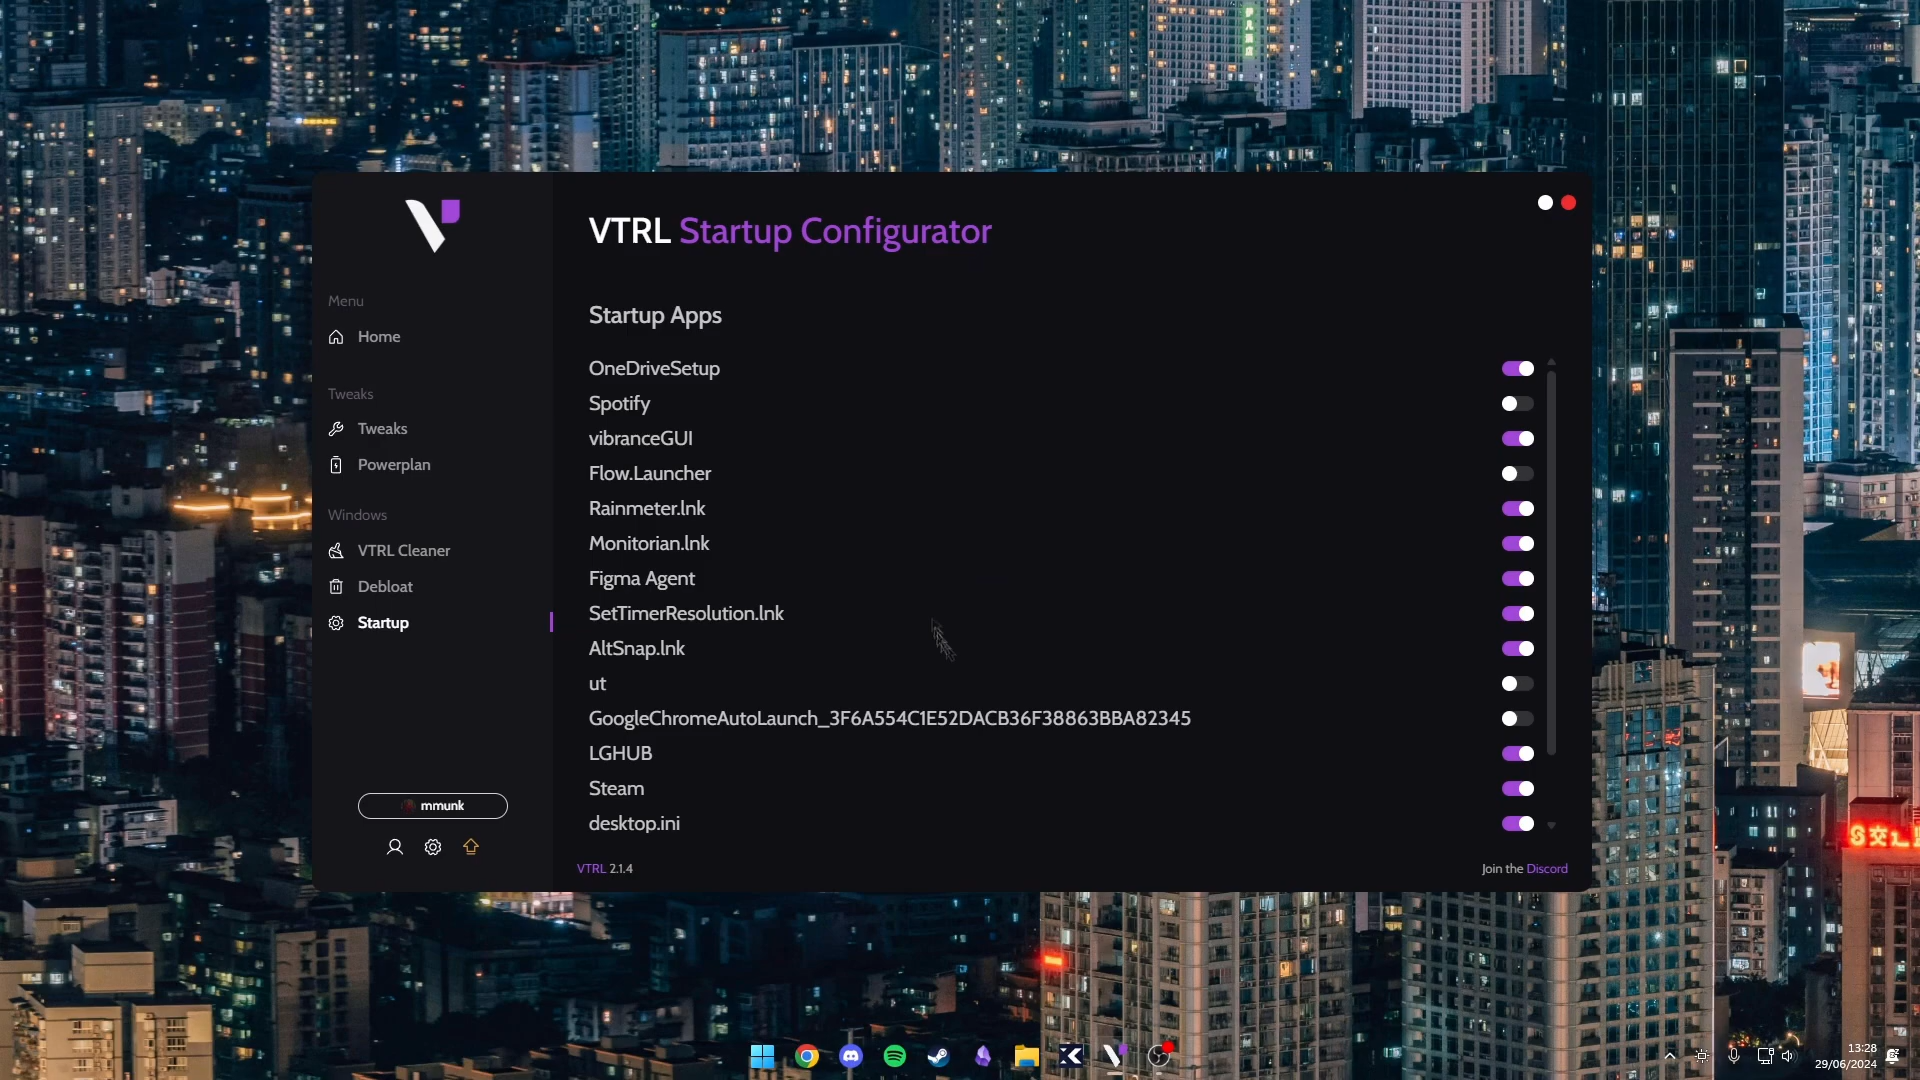 VTRL Startup Configurator
Menu
Home
Tweaks
Tweaks
Powerplan
Windows
VTRL Cleaner
Debloat
Startup
mmunk
Startup Apps
OneDriveSetup
Spotify
vibranceGUI
Flow.Launcher
Rainmeter.lnk
Monitorian.lnk
Figma Agent
SetTimerResolution.lnk
AltSnap.lnk
ut
GoogleChromeAutoLaunch_3F6A554C1E52DACB36F38863BBA82345
LGHUB
Steam
desktop.ini
VTRL 2.1.4
Join the Discord
13:28
29/06/2024